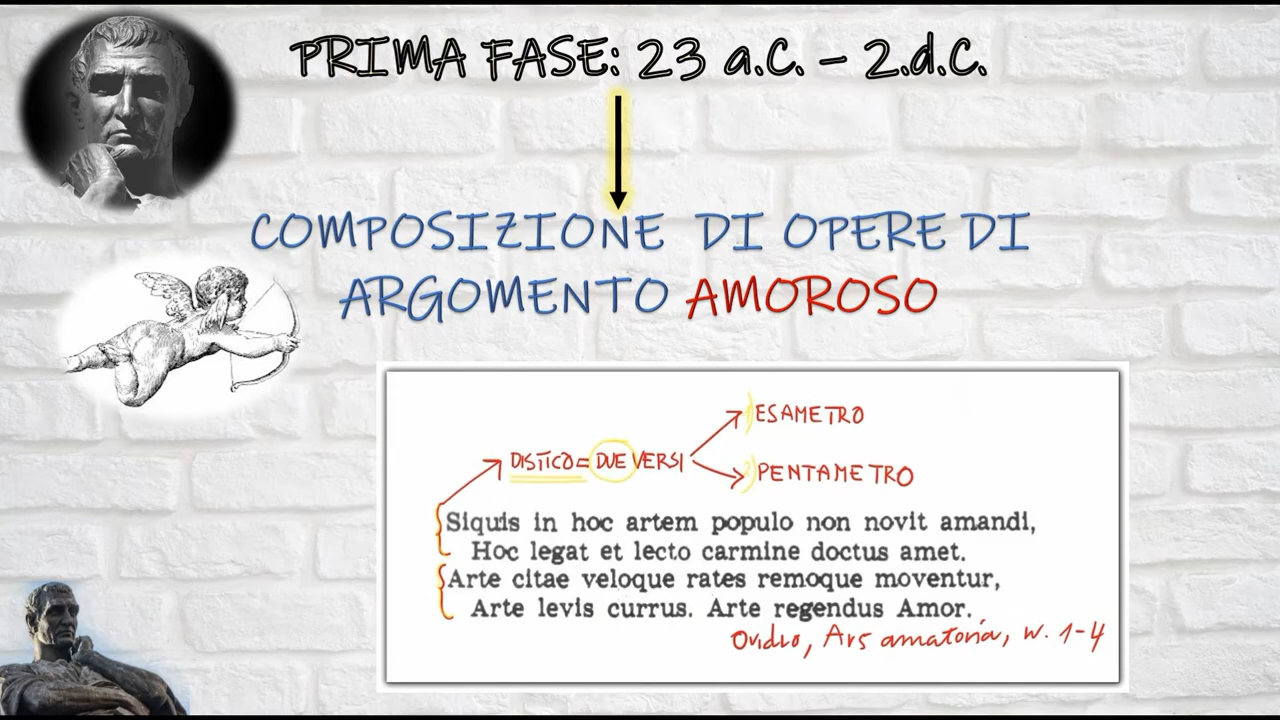 PRIMA FASE: 23 a.C. - 2.d.C.
COMPOSIZIONE DI OPERE DI
ARGOMENTO AMOROSO
1) ESAMETRO
DISTICO = DUE VERSI
2) PENTAMETRO
Siquis in hoc artem populo non novit amandi,
Hoc legat et lecto carmine doctus amet.
Arte citae veloque rates remoque moventur,
Arte levis currus. Arte regendus Amor.
Ovidio, Ars amatoria, vv. 1-4